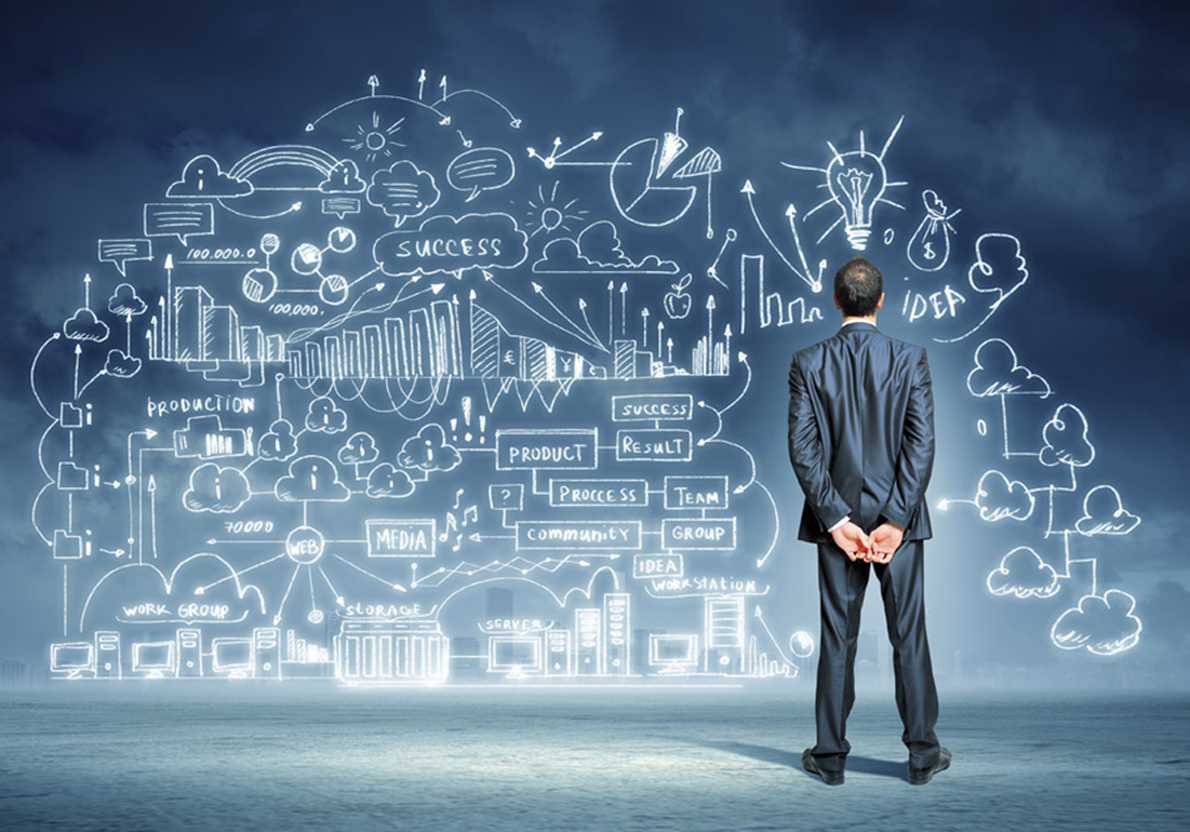 i
i
100.000.0
SUCCESS
$
100,000.
IDEA
€
¥
PRODUCTION
i
SUCCESS
!
RESULT
PRODUCT
i
i
i
i
?
PROCCESS
TEAM
70000
MEDIA
COMMUNITY
GROUP
i
WEB
IDEA
WORKSTATION
WORK GROUP
STORAGE
SERVER